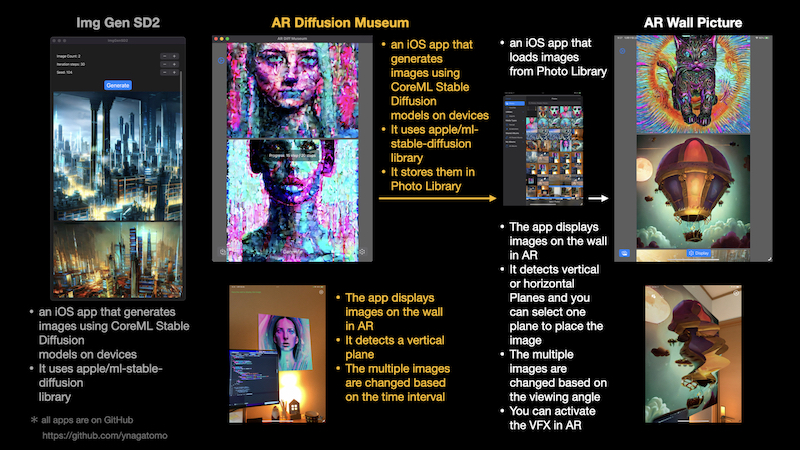 Img Gen SD2
ImgGenSD2
Image Count: 2
Iteration steps: 35
Generate
• an iOS app that generates
images using CoreML Stable
Diffusion
models on devices
• It uses apple/ml-stable-
diffusion
library
＊ all apps are on GitHub
https://github.com/ynagatomo
AR Diffusion Museum
AR Diff Museum
• an iOS app that
generates
images using
CoreML Stable
Diffusion
models on devices
• It uses apple/ml-
stable-diffusion
library
• It stores them in
Photo Library
• The app displays
images on the wall
in AR
• It detects a vertical
plane
• The multiple images
are changed based
on the time interval
AR Wall Picture
• an iOS app that
loads images
from Photo Library
• The app displays
images on the wall
in AR
• It detects vertical
or horizontal
Planes and you
can select one
plane to place the
image
• The multiple
images are
changed based on
the viewing angle
• You can activate
the VFX in AR
Display